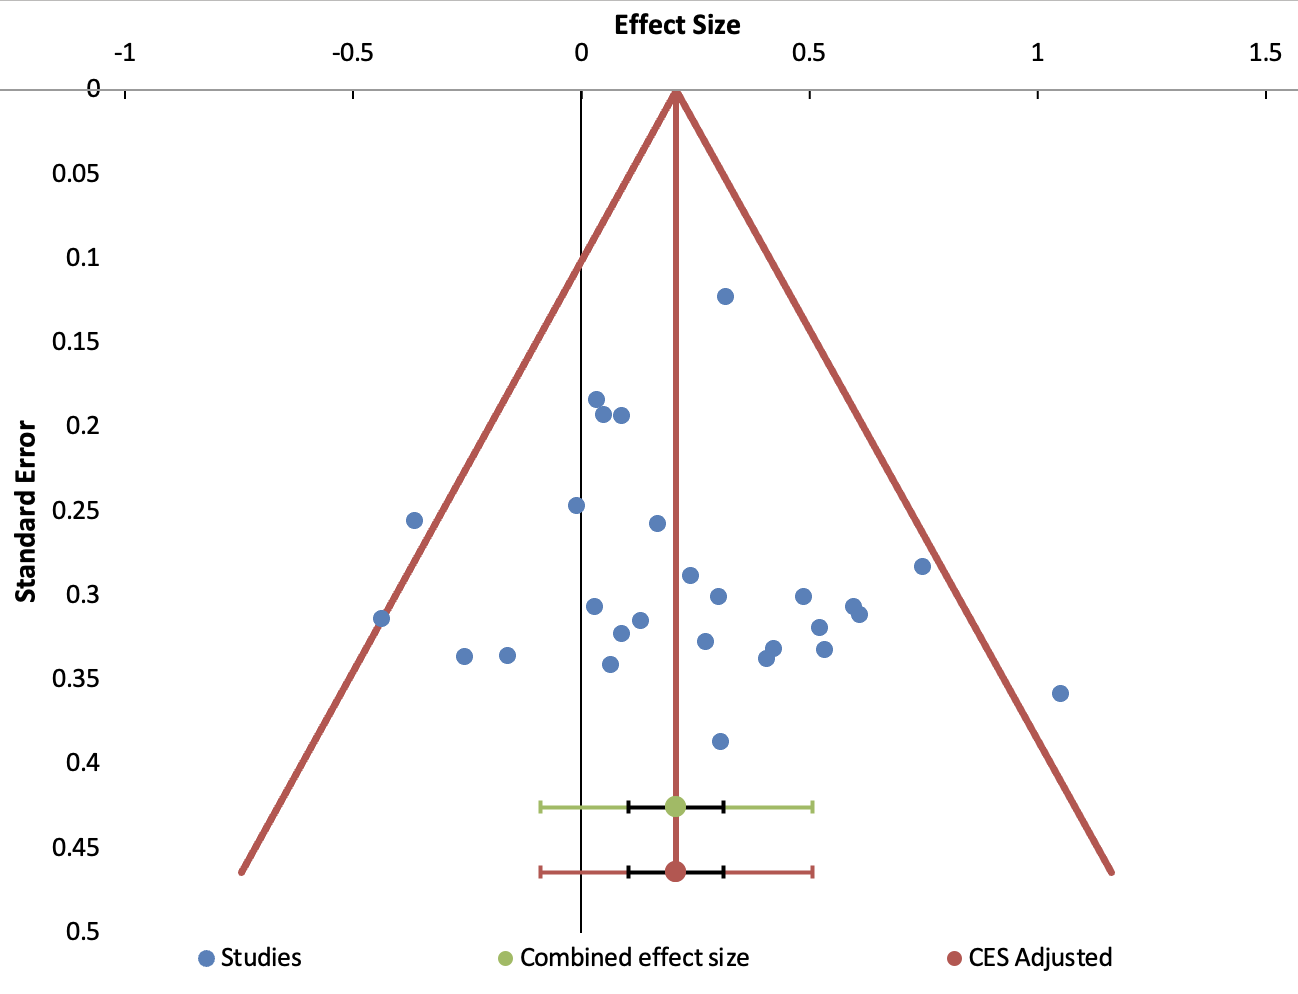 Effect Size
-1 -0.5 0 0.5 1 1.5
0
0.05
0.1
0.15
0.2
0.25
0.3
0.35
0.4
0.45
0.5
Standard Error
Studies Combined effect size CES Adjusted